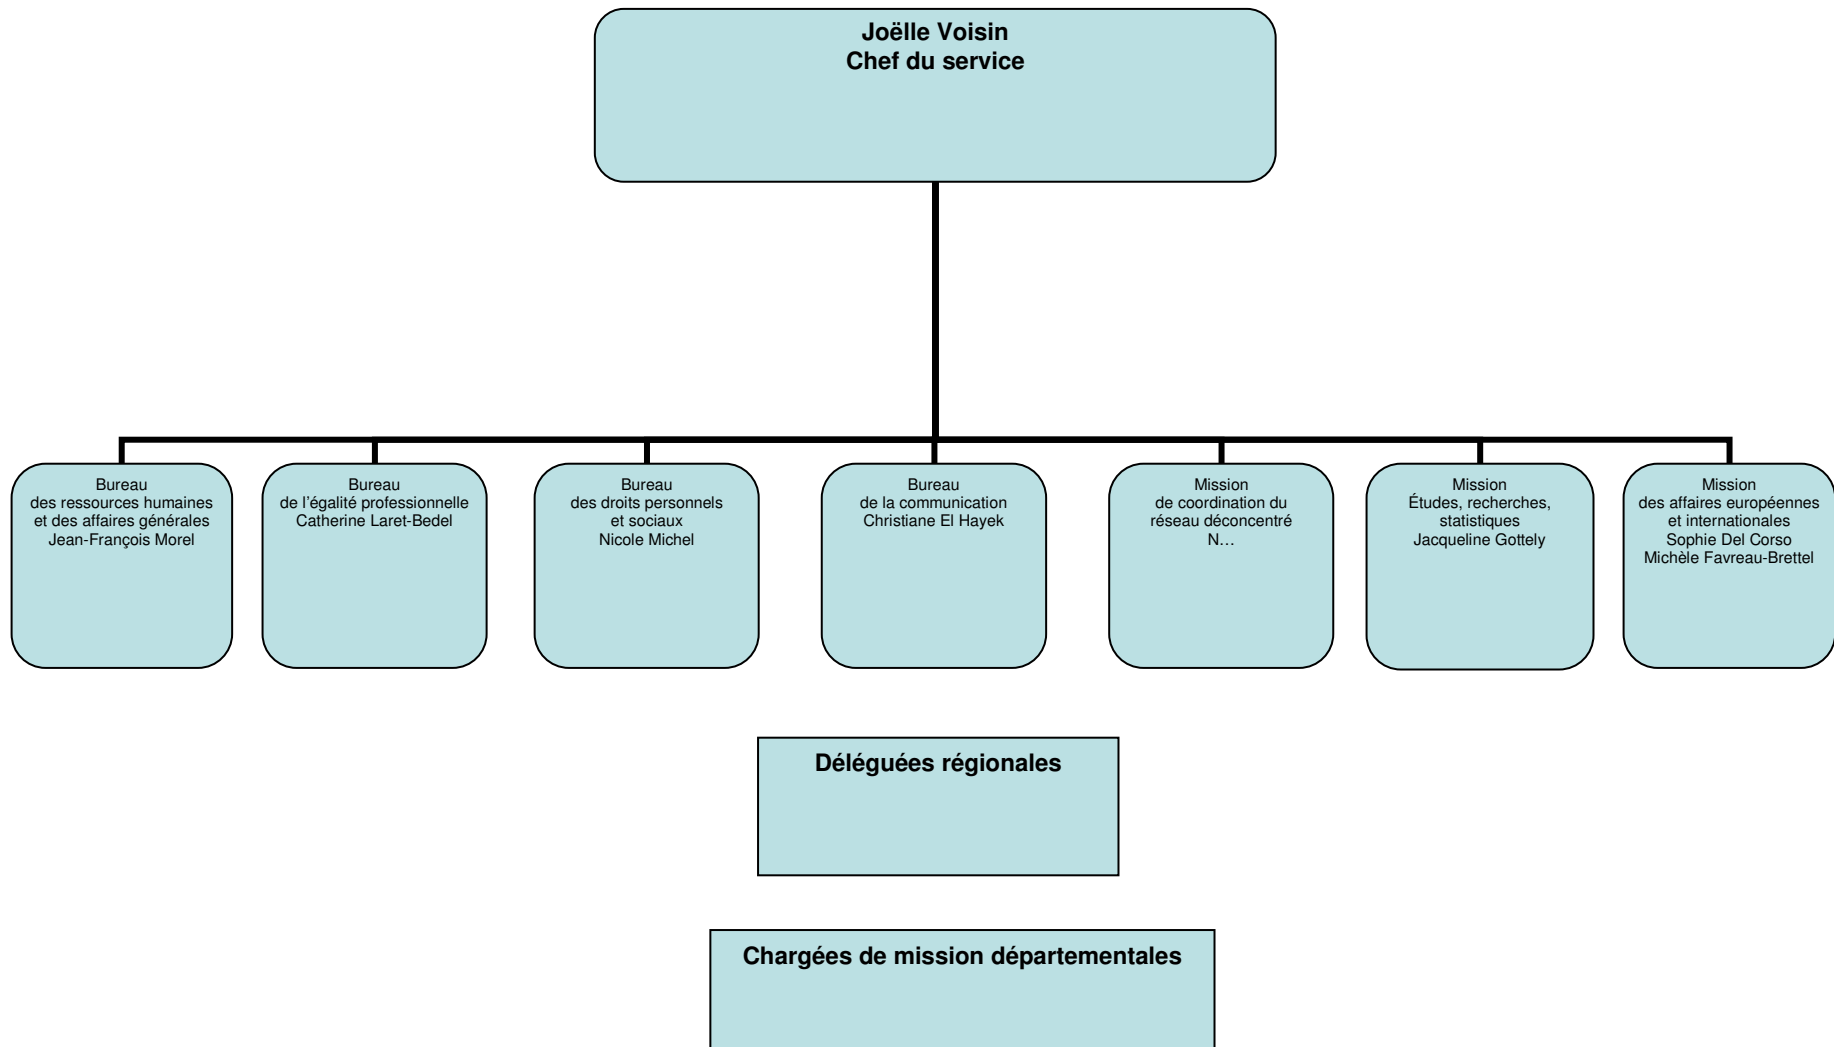 Joëlle Voisin
Chef du service
Bureau
des ressources humaines
et des affaires générales
Jean-François Morel
Bureau
de l'égalité professionnelle
Catherine Laret-Bedel
Bureau
des droits personnels
et sociaux
Nicole Michel
Bureau
de la communication
Christiane El Hayek
Mission
de coordination du
réseau déconcentré
N…
Mission
Études, recherches,
statistiques
Jacqueline Gottely
Mission
des affaires européennes
et internationales
Sophie Del Corso
Michèle Favreau-Brettel
Déléguées régionales
Chargées de mission départementales